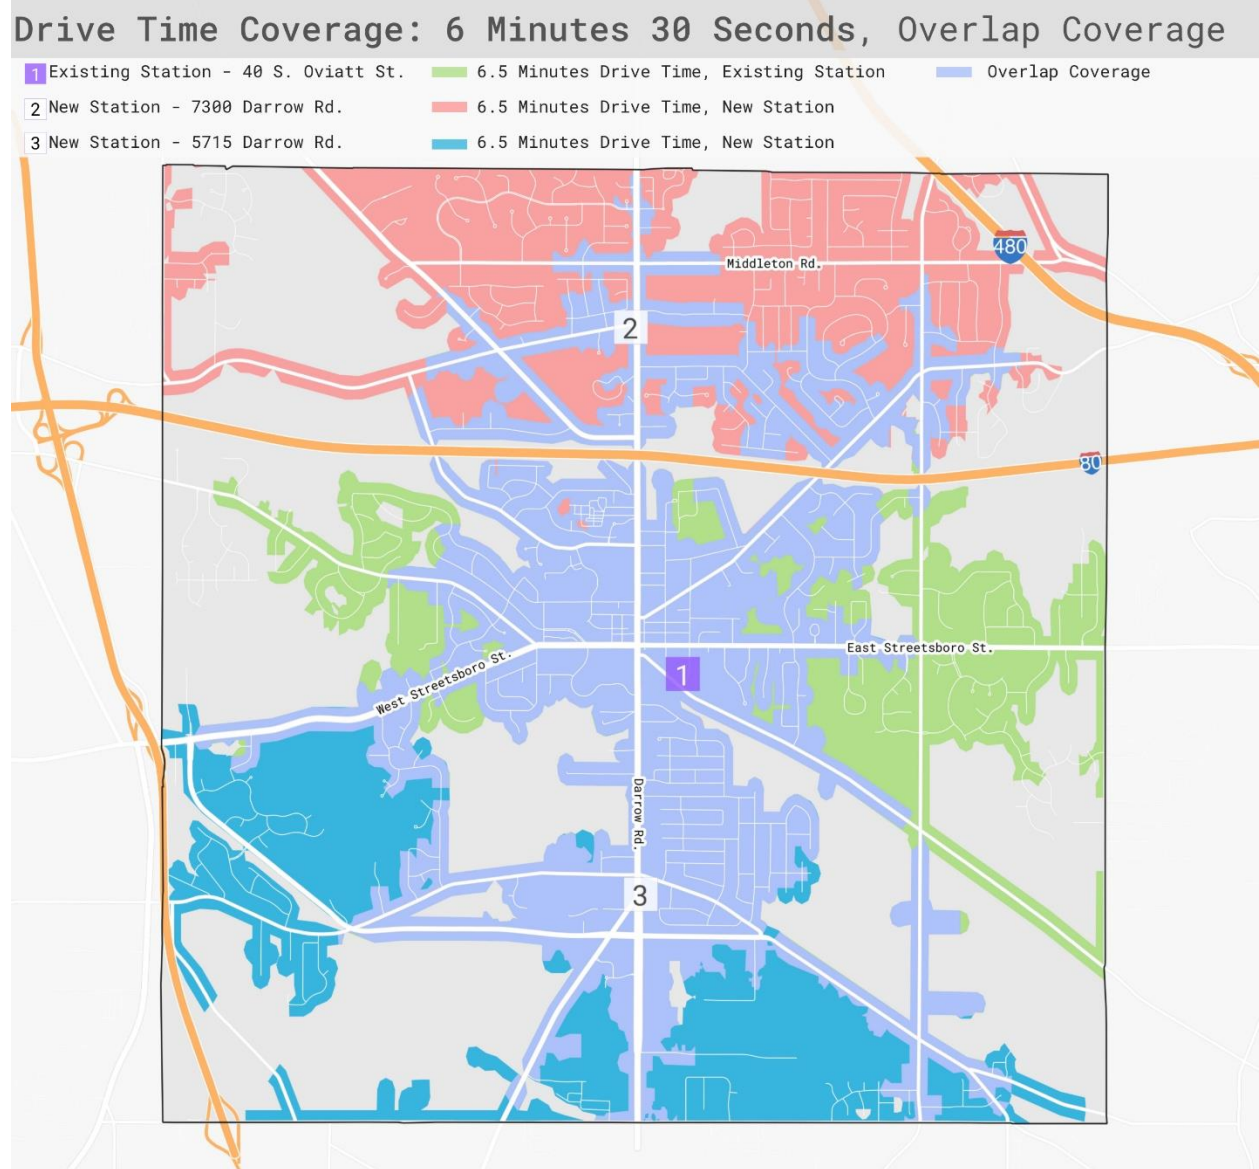 Drive Time Coverage: 6 Minutes 30 Seconds, Overlap Coverage
1 Existing Station - 40 S. Oviatt St.
6.5 Minutes Drive Time, Existing Station
Overlap Coverage
2 New Station - 7300 Darrow Rd.
6.5 Minutes Drive Time, New Station
3 New Station - 5715 Darrow Rd.
6.5 Minutes Drive Time, New Station
480
Middleton Rd.
2
80
East Streetsboro St.
West Streetsboro St.
1
Darrow Rd.
3